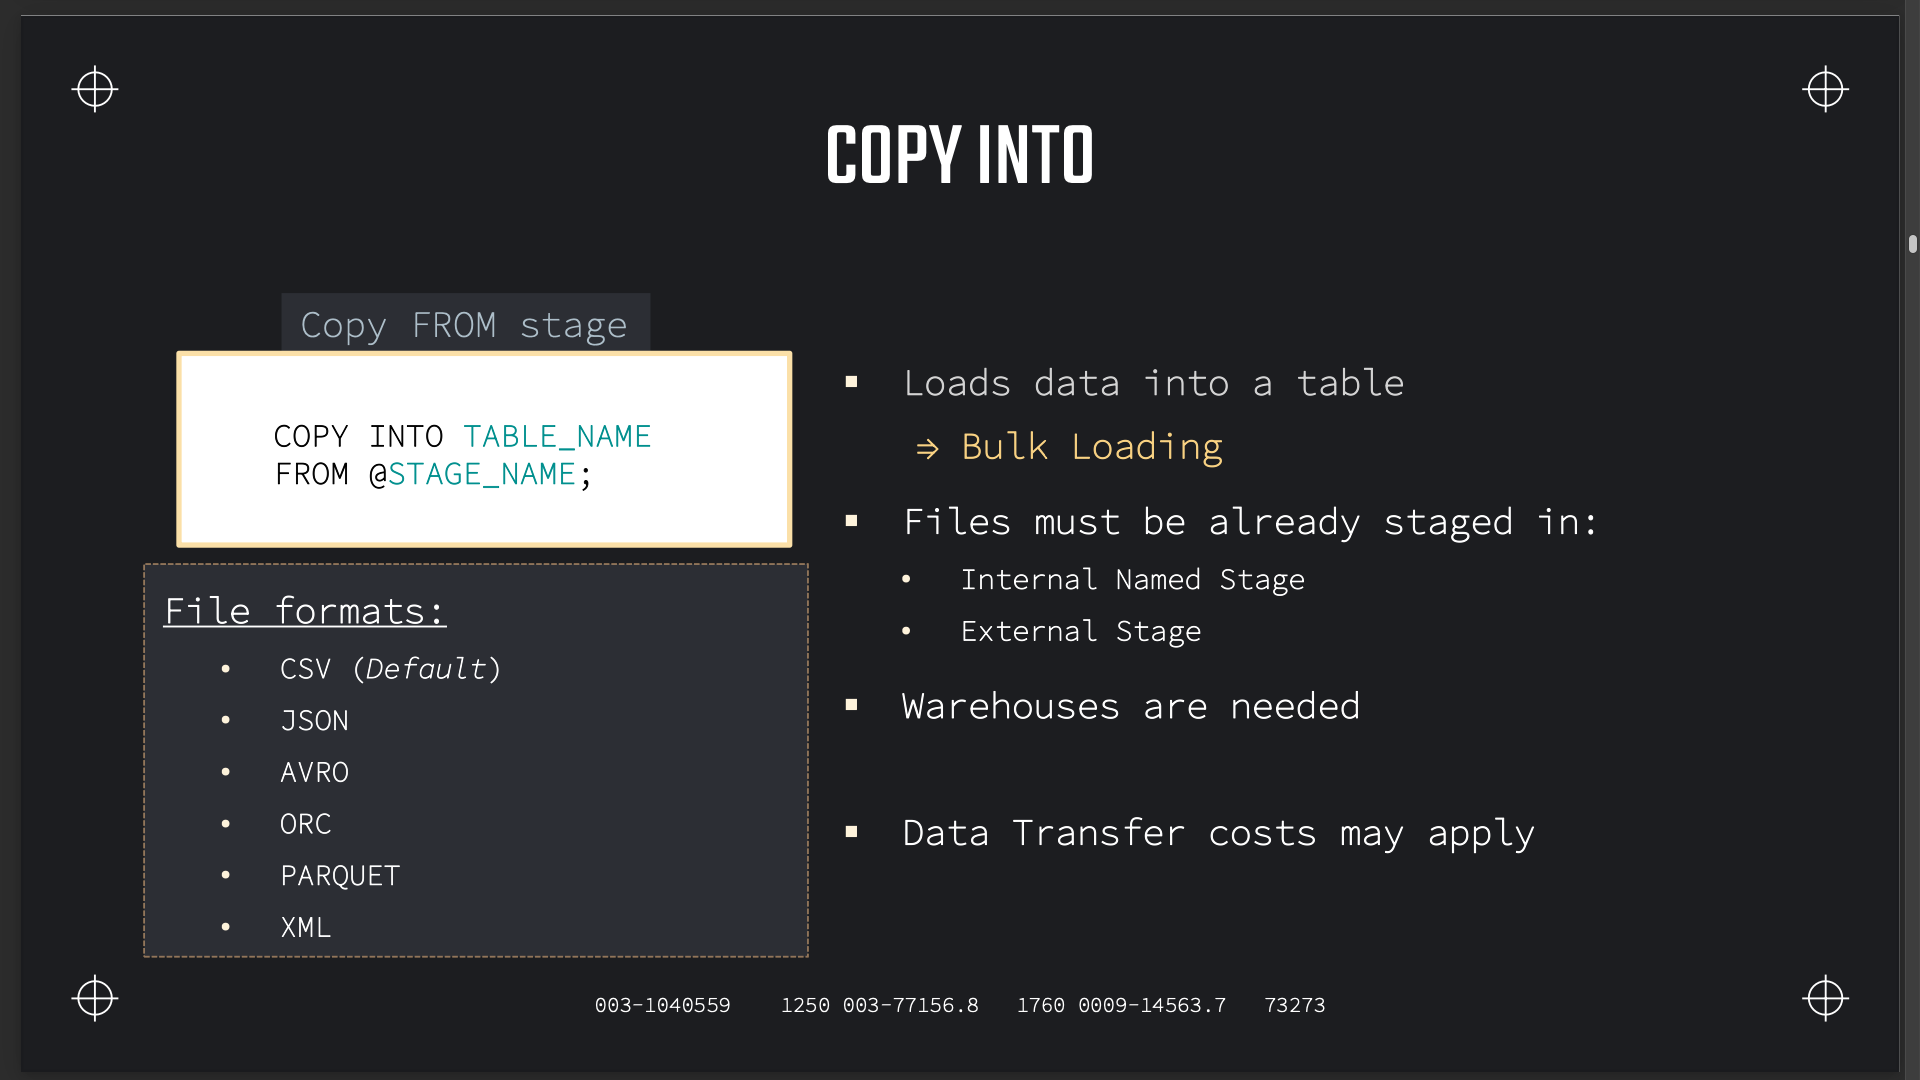 COPY INTO
Copy FROM stage
COPY INTO TABLE_NAME
FROM @STAGE_NAME;
File formats:
• CSV (Default)
• JSON
• AVRO
• ORC
• PARQUET
• XML
▪ Loads data into a table
→ Bulk Loading
▪ Files must be already staged in:
• Internal Named Stage
• External Stage
▪ Warehouses are needed
▪ Data Transfer costs may apply
003-1040559 1250 003-77156.8 1760 0009-14563.7 73273